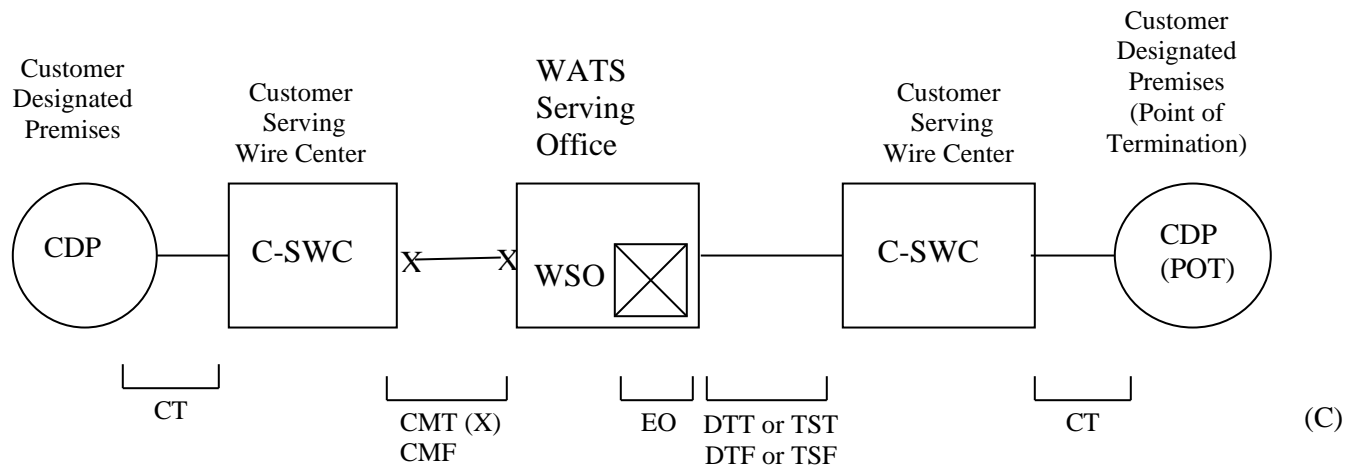 Customer
Designated
Premises
Customer
Serving
Wire Center
WATS
Serving
Office
Customer
Serving
Wire Center
Customer
Designated
Premises
(Point of
Termination)
CDP
C-SWC
X
X
WSO
C-SWC
CDP
(POT)
CT
CMT (X)
CMF
EO
DTT or TST
DTF or TSF
CT
(C)